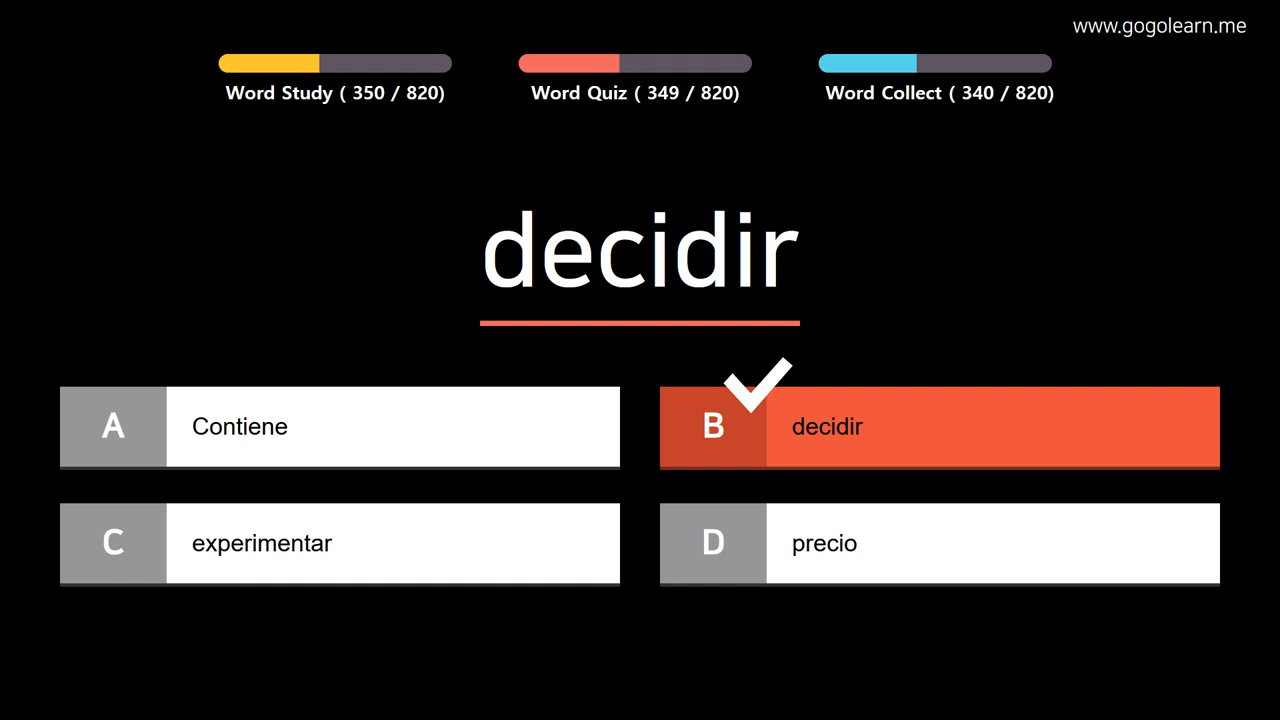 www.gogolearn.me
Word Study ( 350 / 820)
Word Quiz ( 349 / 820)
Word Collect ( 340 / 820)
decidir
A
Contiene
B
decidir
C
experimentar
D
precio